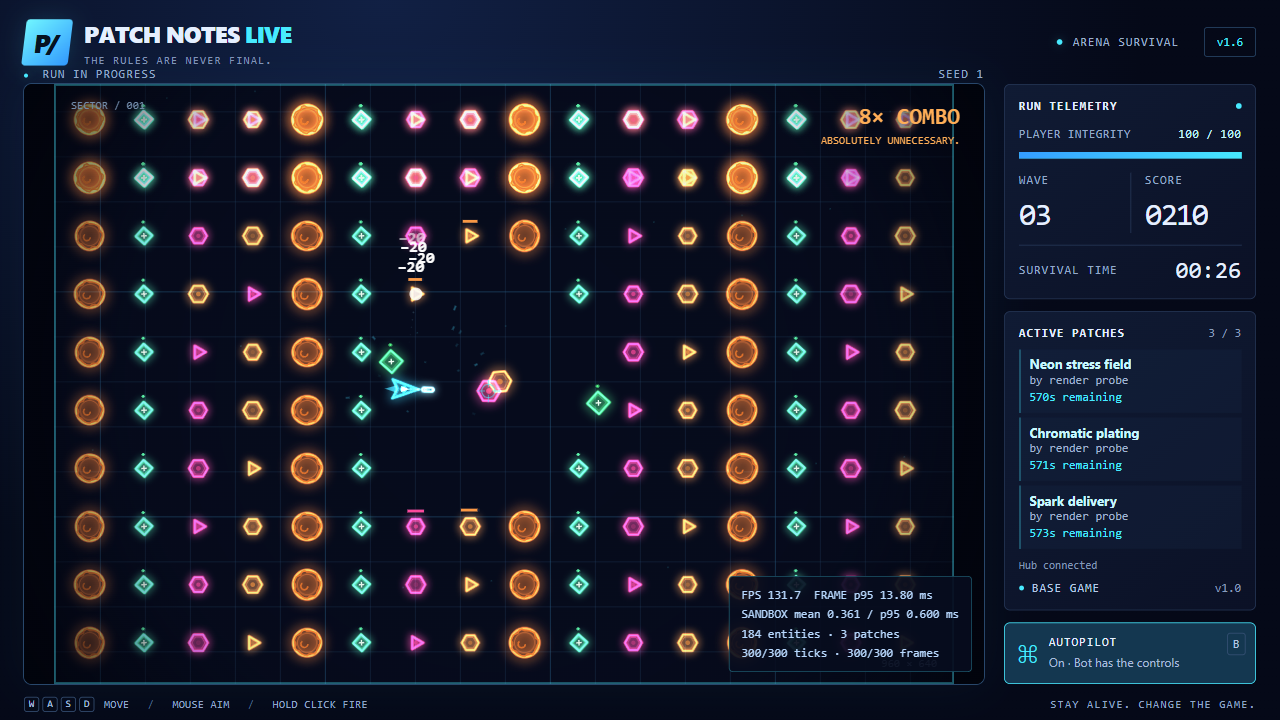 P/
PATCH NOTES LIVE
THE RULES ARE NEVER FINAL.
ARENA SURVIVAL
v1.6
RUN IN PROGRESS
SEED 1
SECTOR / 001
8× COMBO
ABSOLUTELY UNNECESSARY.
-20
-20
-20
-20
FPS 131.7 FRAME p95 13.80 ms
SANDBOX mean 0.361 / p95 0.600 ms
184 entities · 3 patches
300/300 ticks · 300/300 frames
RUN TELEMETRY
PLAYER INTEGRITY 100 / 100
WAVE SCORE
03 0210
SURVIVAL TIME 00:26
ACTIVE PATCHES 3 / 3
Neon stress field
by render probe
570s remaining
Chromatic plating
by render probe
571s remaining
Spark delivery
by render probe
573s remaining
Hub connected
BASE GAME v1.0
AUTOPILOT B
On · Bot has the controls
W A S D MOVE / MOUSE AIM / HOLD CLICK FIRE
STAY ALIVE. CHANGE THE GAME.